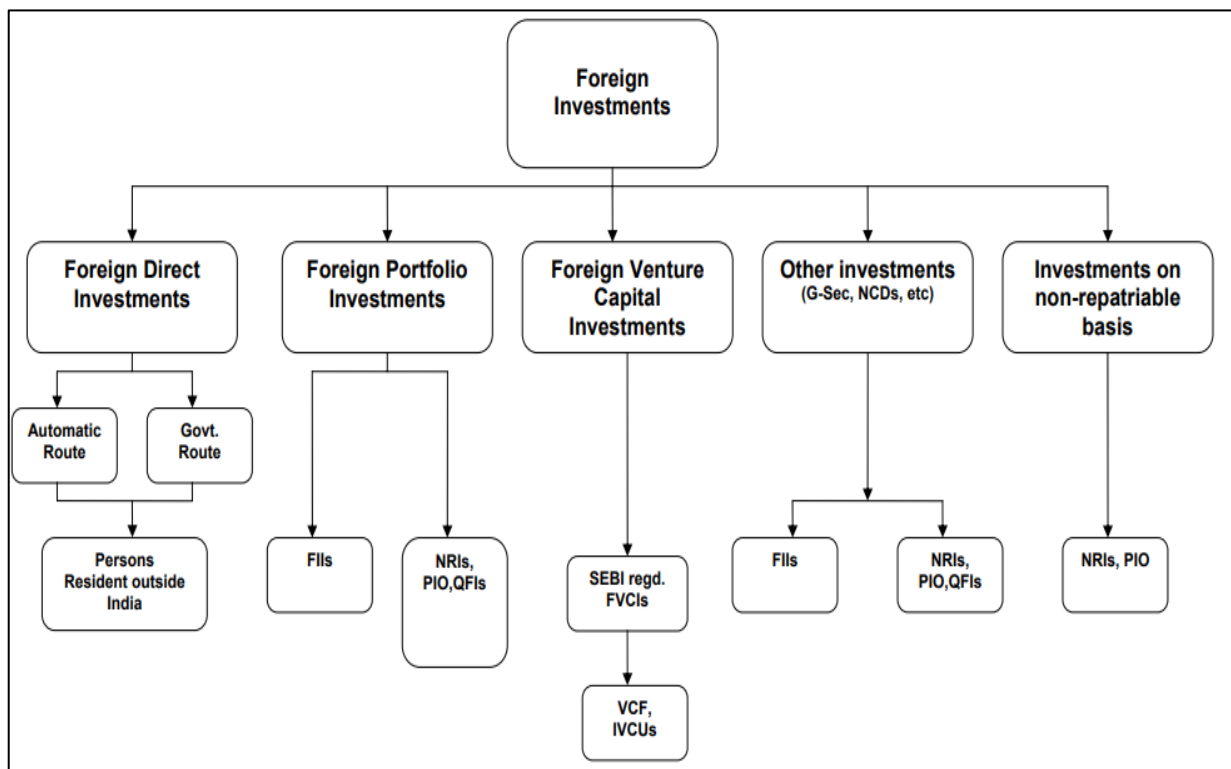 Foreign
Investments
Foreign Direct
Investments
Foreign Portfolio
Investments
Foreign Venture
Capital
Investments
Other investments
(G-Sec, NCDs, etc)
Investments on
non-repatriable
basis
Automatic
Route
Govt.
Route
Persons
Resident outside
India
FIIs
NRIs,
PIO,QFIs
SEBI regd.
FVCIs
FIIs
NRIs,
PIO,QFIs
NRIs, PIO
VCF,
IVCUs